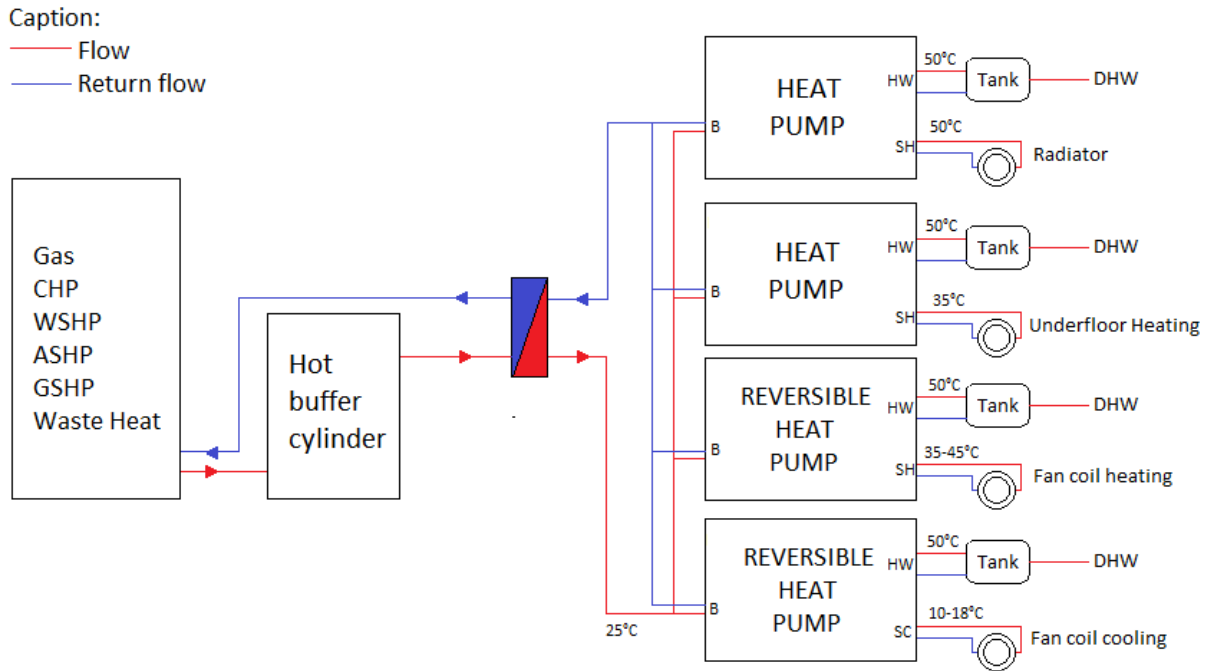 Caption:
Flow
Return flow
Gas
CHP
WSHP
ASHP
GSHP
Waste Heat
Hot
buffer
cylinder
25°C
HEAT
PUMP
B
HW
SH
50°C
Tank
DHW
50°C
Radiator
HEAT
PUMP
B
HW
SH
50°C
Tank
DHW
35°C
Underfloor Heating
REVERSIBLE
HEAT
PUMP
B
HW
SH
50°C
Tank
DHW
35-45°C
Fan coil heating
REVERSIBLE
HEAT
PUMP
B
HW
SC
50°C
Tank
DHW
10-18°C
Fan coil cooling